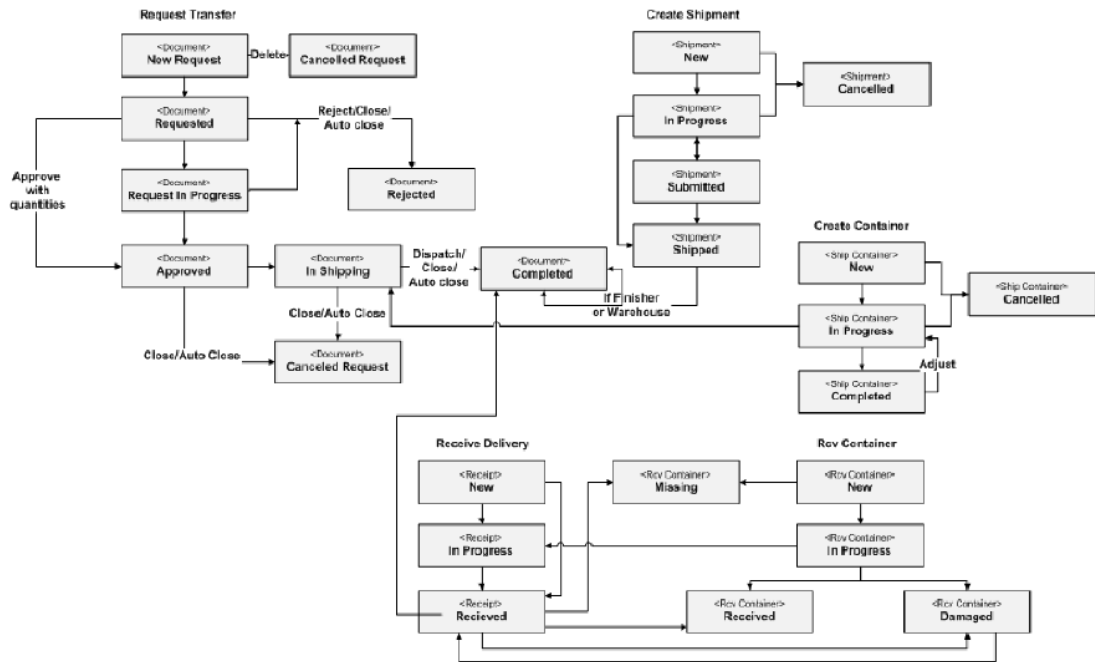 Request Transfer
<Document>
New Request
Delete
<Document>
Cancelled Request
<Document>
Requested
Reject/Close/
Auto close
Approve
with
quantities
<Document>
Request In Progress
<Document>
Rejected
<Document>
Approved
<Document>
In Shipping
Dispatch/
Close/
Auto close
<Document>
Completed
Close/Auto Close
Close/Auto Close
<Document>
Canceled Request
Create Shipment
<Shipment>
New
<Shipment>
Cancelled
<Shipment>
In Progress
<Shipment>
Submitted
<Shipment>
Shipped
If Finisher
or Warehouse
Create Container
<Ship Container>
New
<Ship Container>
Cancelled
<Ship Container>
In Progress
Adjust
<Ship Container>
Completed
Receive Delivery
<Receipt>
New
<Receipt>
In Progress
<Receipt>
Recieved
Rcv Container
<Rcv Container>
Missing
<Rcv Container>
New
<Rcv Container>
In Progress
<Rcv Container>
Received
<Rcv Container>
Damaged